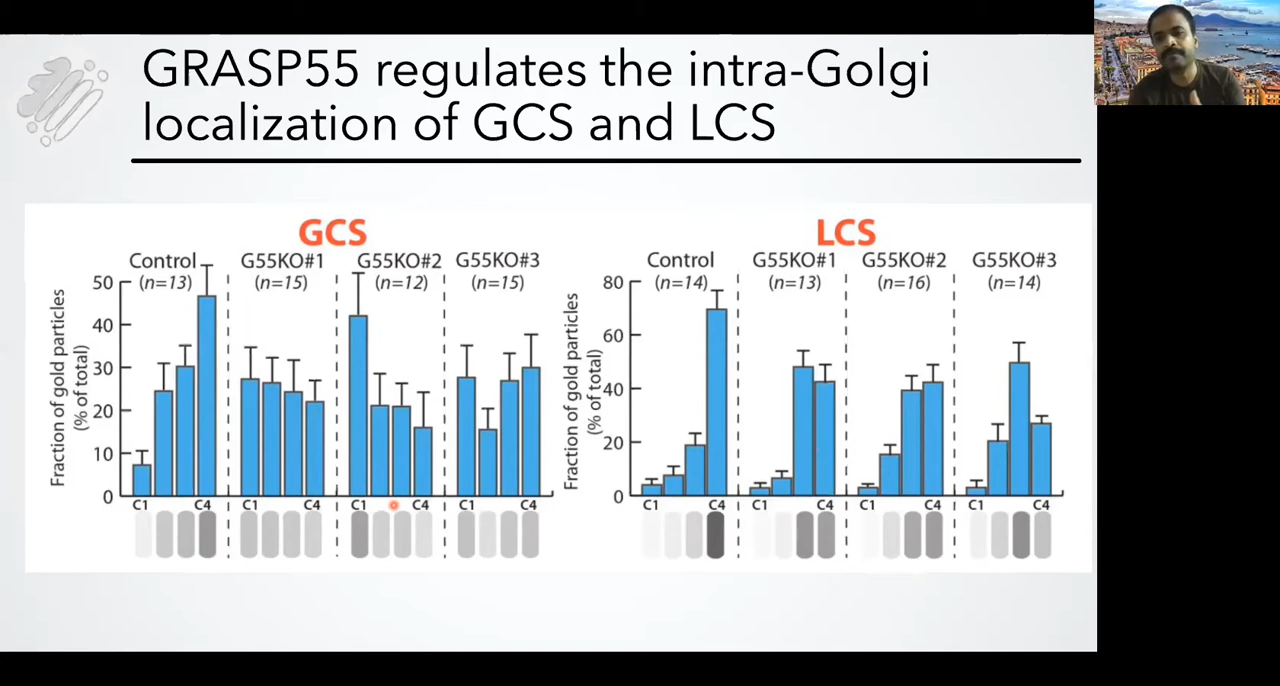 GRASP55 regulates the intra-Golgi
localization of GCS and LCS
GCS
Control
(n=13)
G55KO#1
(n=15)
G55KO#2
(n=12)
G55KO#3
(n=15)
Fraction of gold particles
(% of total)
50
40
30
20
10
0
C1
C4
C1
C4
C1
C4
C1
C4
LCS
Control
(n=14)
G55KO#1
(n=13)
G55KO#2
(n=16)
G55KO#3
(n=14)
Fraction of gold particles
(% of total)
80
60
40
20
0
C1
C4
C1
C4
C1
C4
C1
C4